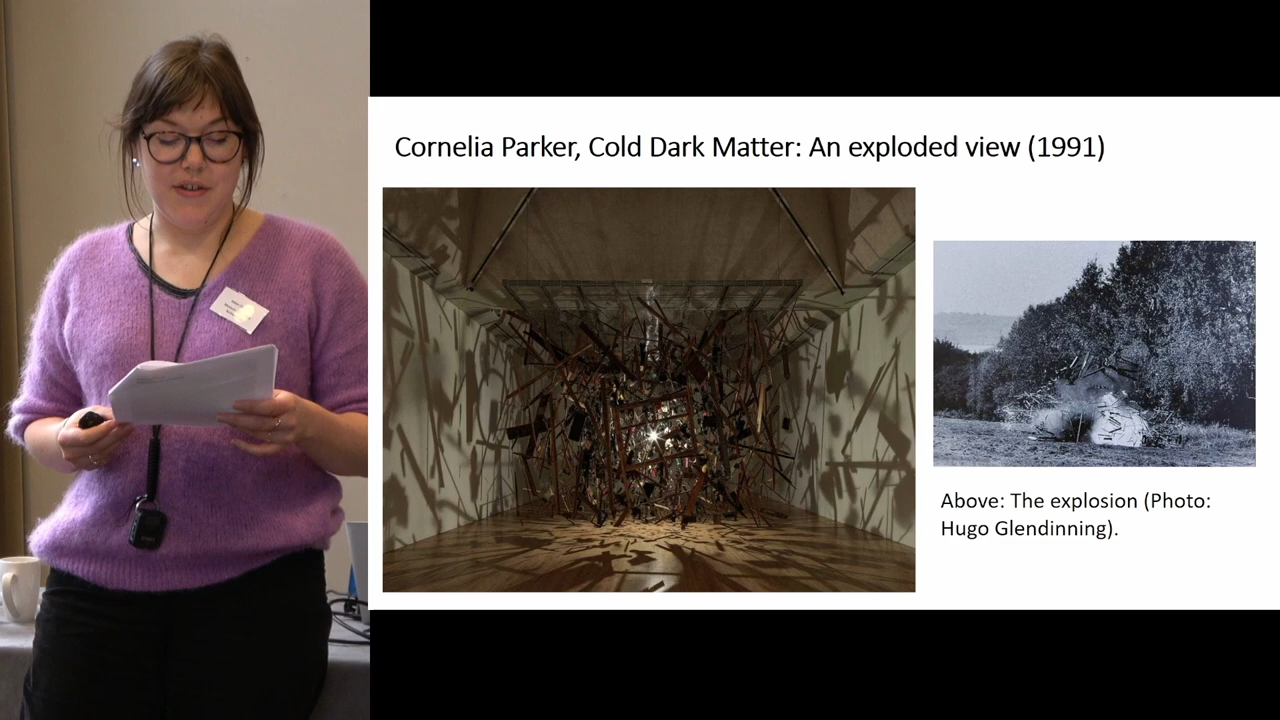 Cornelia Parker, Cold Dark Matter: An exploded view (1991)
Above: The explosion (Photo:
Hugo Glendinning).